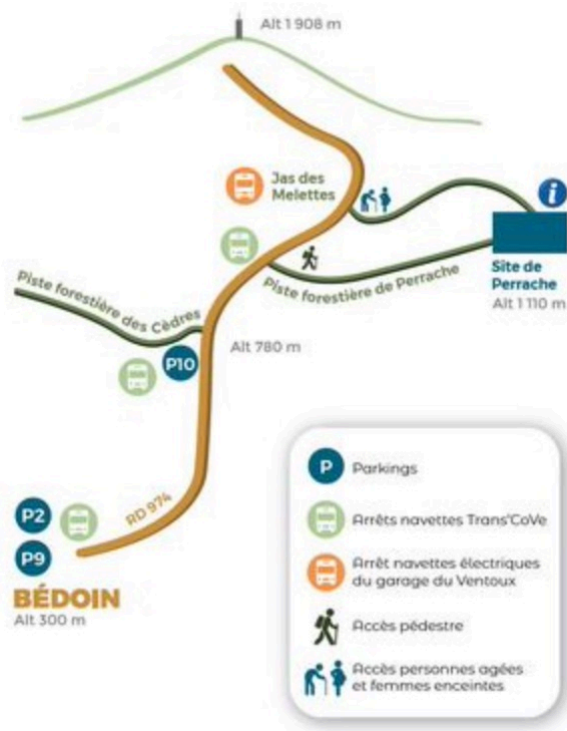 Alt 1 908 m
Jas des
Melettes
i
Piste forestière des Cèdres
Piste forestière de Perrache
Site de
Perrache
Alt 1 110 m
Alt 780 m
P10
P2
RD 974
P9
BÉDOIN
Alt 300 m
P Parkings
Arrêts navettes Trans'CoVe
Arrêt navettes électriques
du garage du Ventoux
Accès pédestre
Accès personnes agées
et femmes enceintes